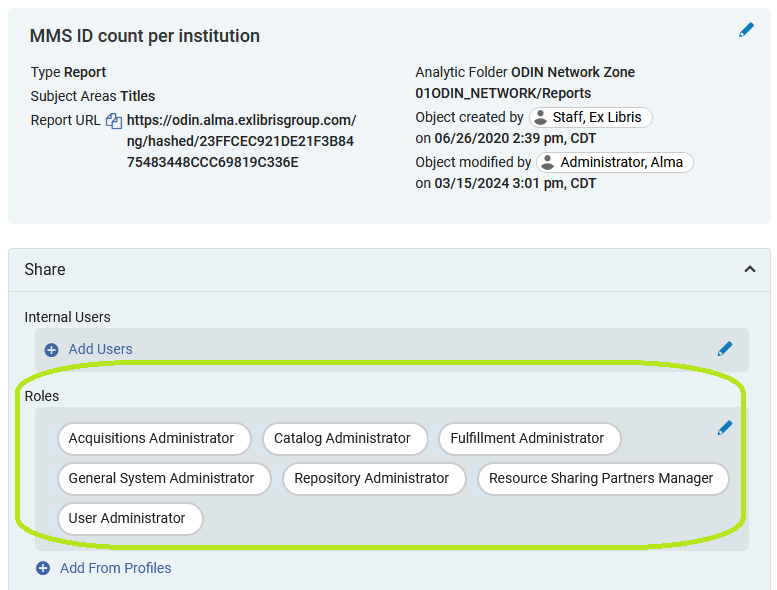 MMS ID count per institution
Type Report
Subject Areas Titles
Report URL https://odin.alma.exlibrisgroup.com/
ng/hashed/23FFCEC921DE21F3B84
75483448CCC69819C336E
Analytic Folder ODIN Network Zone
01ODIN_NETWORK/Reports
Object created by Staff, Ex Libris
on 06/26/2020 2:39 pm, CDT
Object modified by Administrator, Alma
on 03/15/2024 3:01 pm, CDT
Share
Internal Users
Add Users
Roles
Acquisitions Administrator Catalog Administrator Fulfillment Administrator
General System Administrator Repository Administrator Resource Sharing Partners Manager
User Administrator
Add From Profiles